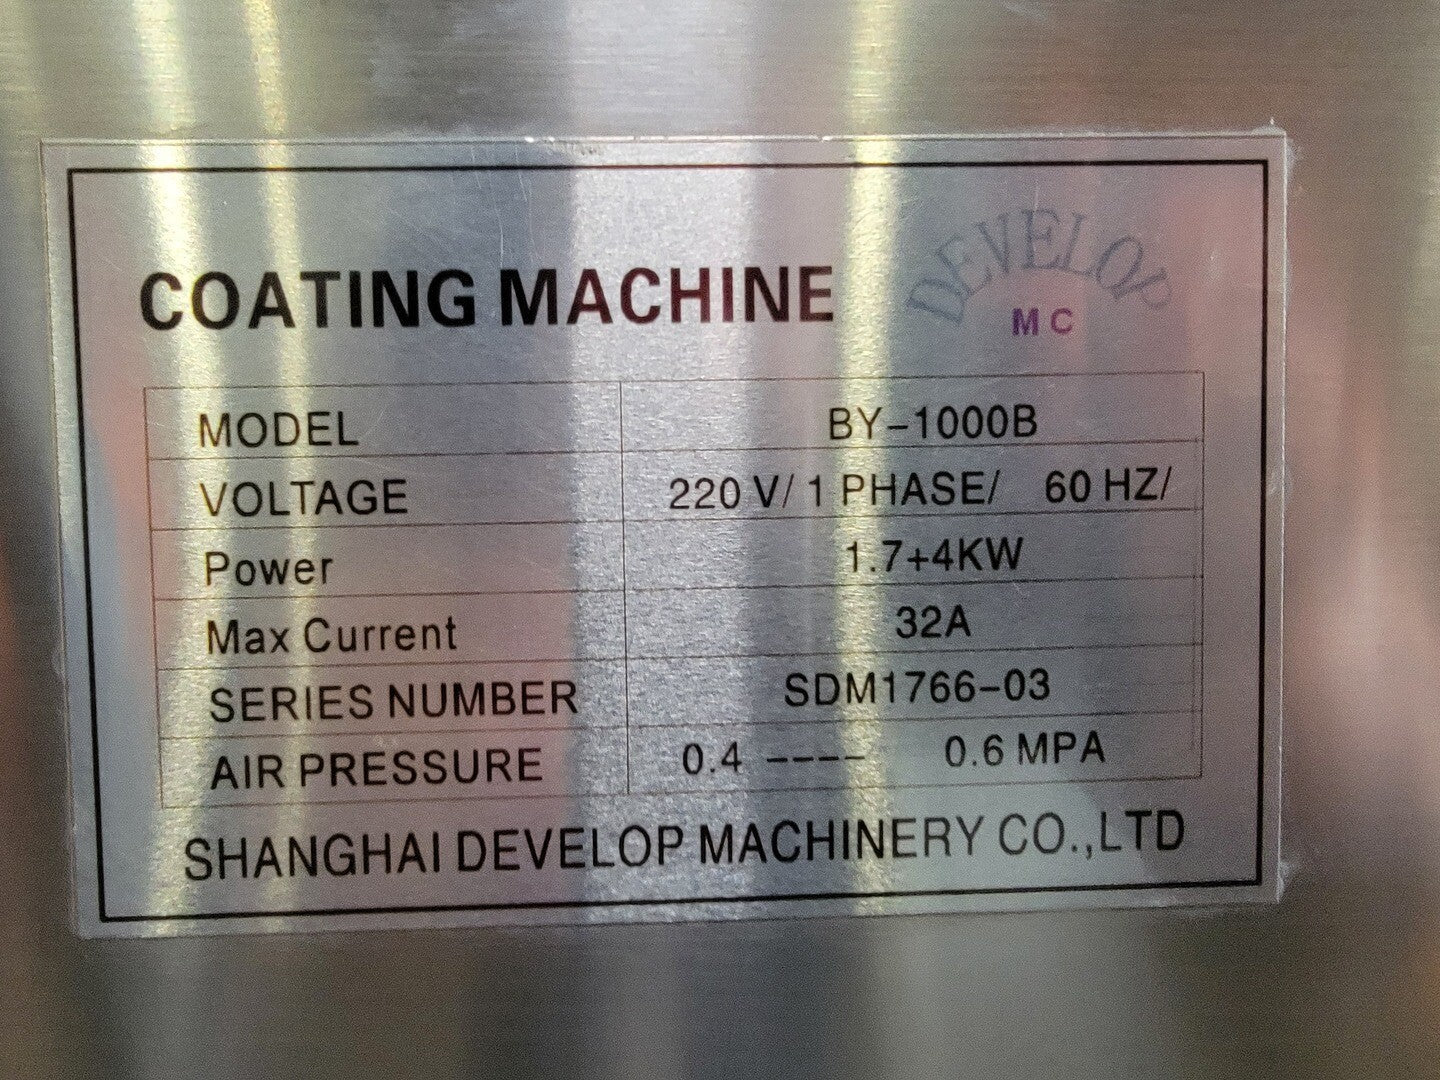 COATING MACHINE
DEVELOP
MC
MODEL BY-1000B
VOLTAGE 220 V/ 1 PHASE/ 60 HZ/
Power 1.7+4KW
Max Current 32A
SERIES NUMBER SDM1766-03
AIR PRESSURE 0.4 ---- 0.6 MPA
SHANGHAI DEVELOP MACHINERY CO.,LTD